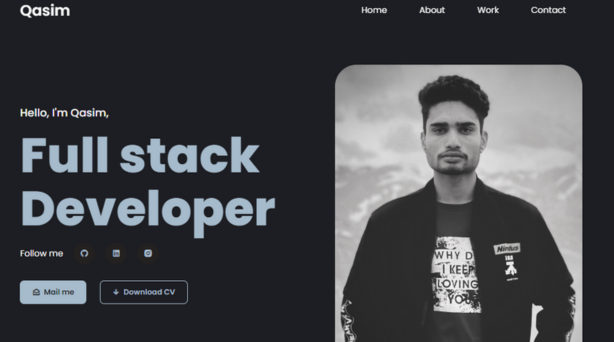 Qasim
Home About Work Contact
Hello, I'm Qasim,
Full stack
Developer
Follow me
Mail me Download CV
WHY D
I KEEP
LOVING
YOU